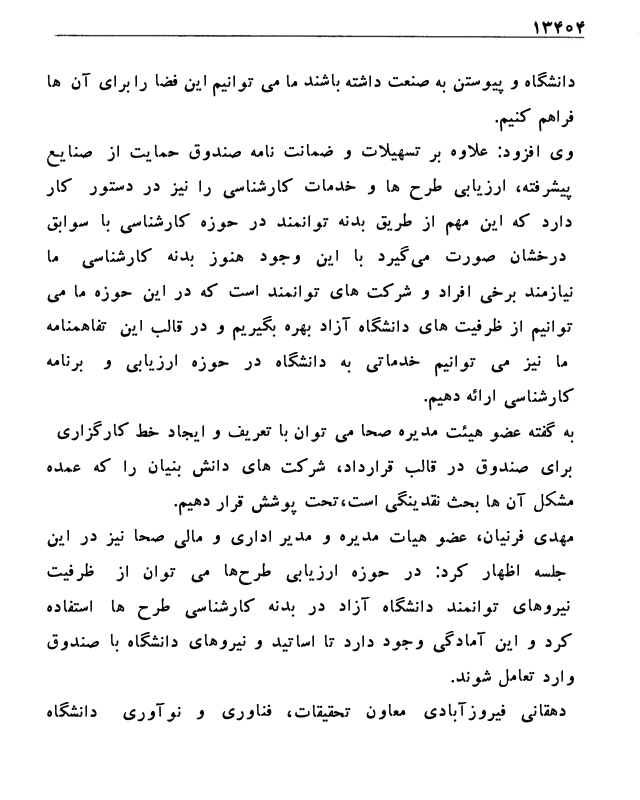 ۱۳۴۰۴
دانشگاه و پیوستن به صنعت داشته باشند ما می توانیم این فضا را برای آن ها
فراهم کنیم.
وی افزود: علاوه بر تسهیلات و ضمانت نامه صندوق حمایت از صنایع
پیشرفته، ارزیابی طرح ها و خدمات کارشناسی را نیز در دستور کار
دارد که این مهم از طریق بدنه توانمند در حوزه کارشناسی با سوابق
درخشان صورت می‌گیرد با این وجود هنوز بدنه کارشناسی ما
نیازمند برخی افراد و شرکت های توانمند است که در این حوزه ما می
توانیم از ظرفیت های دانشگاه آزاد بهره بگیریم و در قالب این تفاهمنامه
ما نیز می توانیم خدماتی به دانشگاه در حوزه ارزیابی و برنامه
کارشناسی ارائه دهیم.
به گفته عضو هیئت مدیره صحا می توان با تعریف و ایجاد خط کارگزاری
برای صندوق در قالب قرارداد، شرکت های دانش بنیان را که عمده
مشکل آن ها بحث نقدینگی است،تحت پوشش قرار دهیم.
مهدی فرنیان، عضو هیات مدیره و مدیر اداری و مالی صحا نیز در این
جلسه اظهار کرد: در حوزه ارزیابی طرح‌ها می توان از ظرفیت
نیروهای توانمند دانشگاه آزاد در بدنه کارشناسی طرح ها استفاده
کرد و این آمادگی وجود دارد تا اساتید و نیروهای دانشگاه با صندوق
وارد تعامل شوند.
دهقانی فیروزآبادی معاون تحقیقات، فناوری و نوآوری دانشگاه